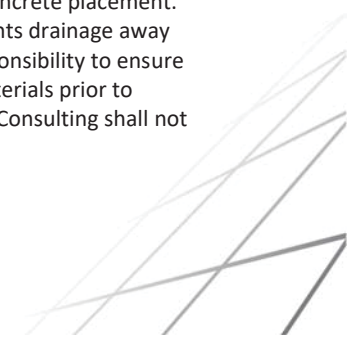 ncrete placement.
nts drainage away
onsibility to ensure
erials prior to
Consulting shall not